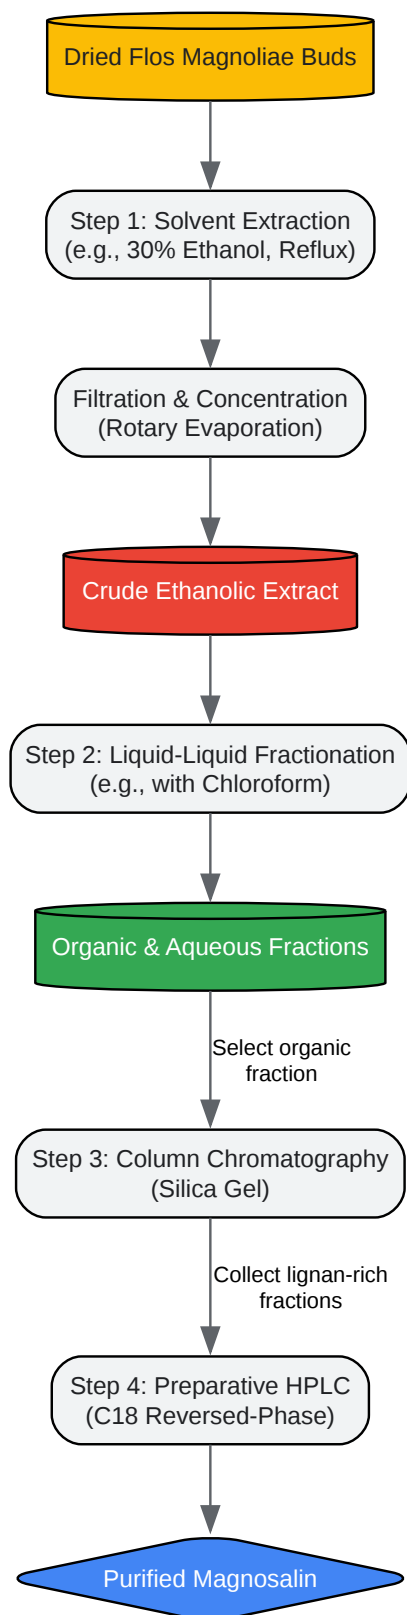 Dried Flos Magnoliae Buds
Step 1: Solvent Extraction
(e.g., 30% Ethanol, Reflux)
Filtration & Concentration
(Rotary Evaporation)
Crude Ethanolic Extract
Step 2: Liquid-Liquid Fractionation
(e.g., with Chloroform)
Organic & Aqueous Fractions
Select organic
fraction
Step 3: Column Chromatography
(Silica Gel)
Collect lignan-rich
fractions
Step 4: Preparative HPLC
(C18 Reversed-Phase)
Purified Magnosalin